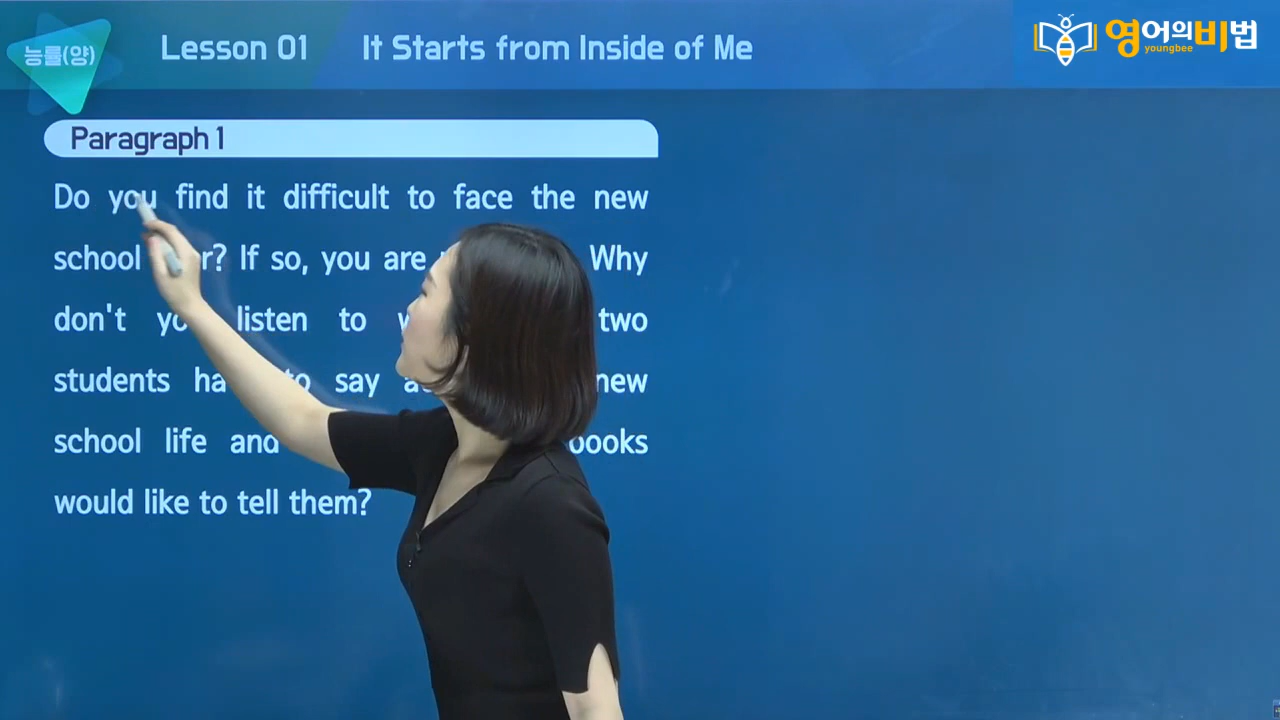 능률(양)
Lesson 01 It Starts from Inside of Me
영어의비법
youngbee
Paragraph 1
Do you find it difficult to face the new
school ? If so, you are Why
don't listen to two
students to say new
school life and books
would like to tell them?